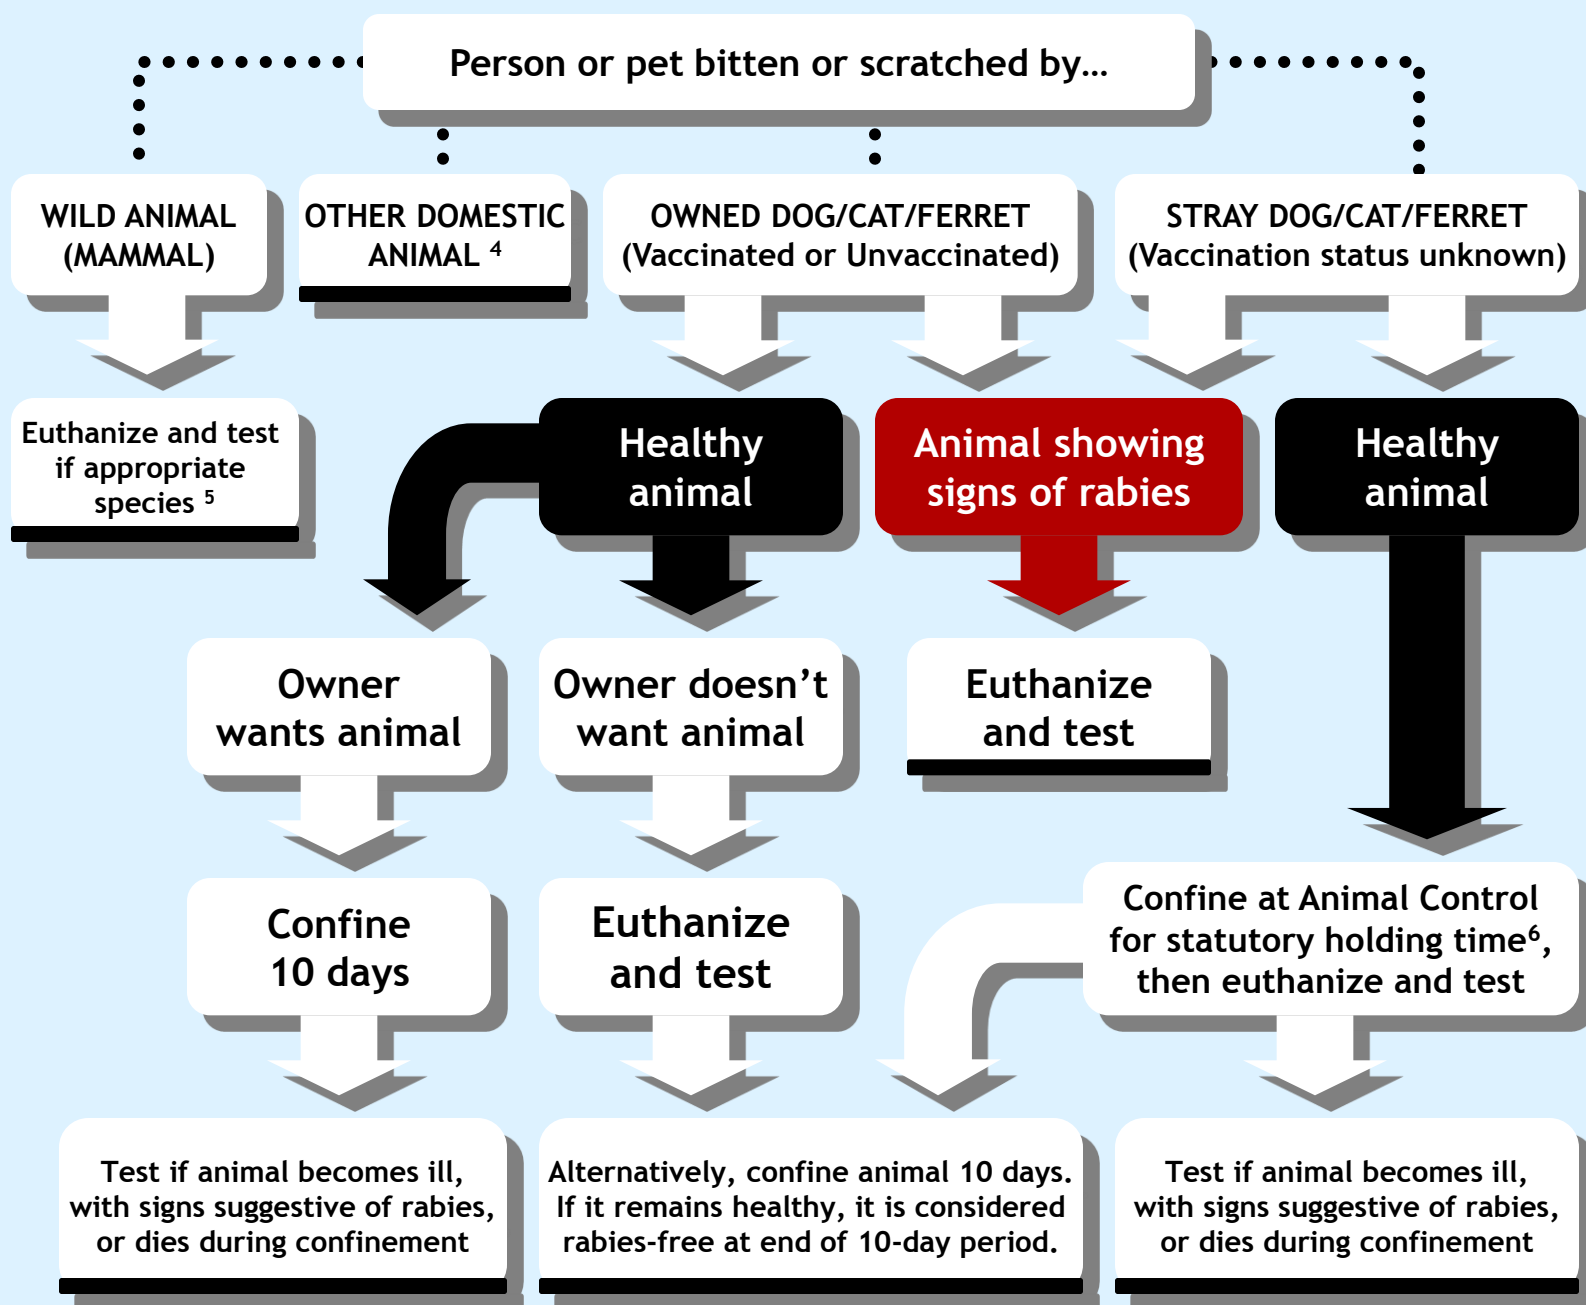 Person or pet bitten or scratched by…
WILD ANIMAL
(MAMMAL)
OTHER DOMESTIC
ANIMAL ⁴
OWNED DOG/CAT/FERRET
(Vaccinated or Unvaccinated)
STRAY DOG/CAT/FERRET
(Vaccination status unknown)
Euthanize and test
if appropriate
species ⁵
Healthy
animal
Animal showing
signs of rabies
Healthy
animal
Owner
wants animal
Owner doesn’t
want animal
Euthanize
and test
Confine
10 days
Euthanize
and test
Confine at Animal Control
for statutory holding time⁶,
then euthanize and test
Test if animal becomes ill,
with signs suggestive of rabies,
or dies during confinement
Alternatively, confine animal 10 days.
If it remains healthy, it is considered
rabies-free at end of 10-day period.
Test if animal becomes ill,
with signs suggestive of rabies,
or dies during confinement